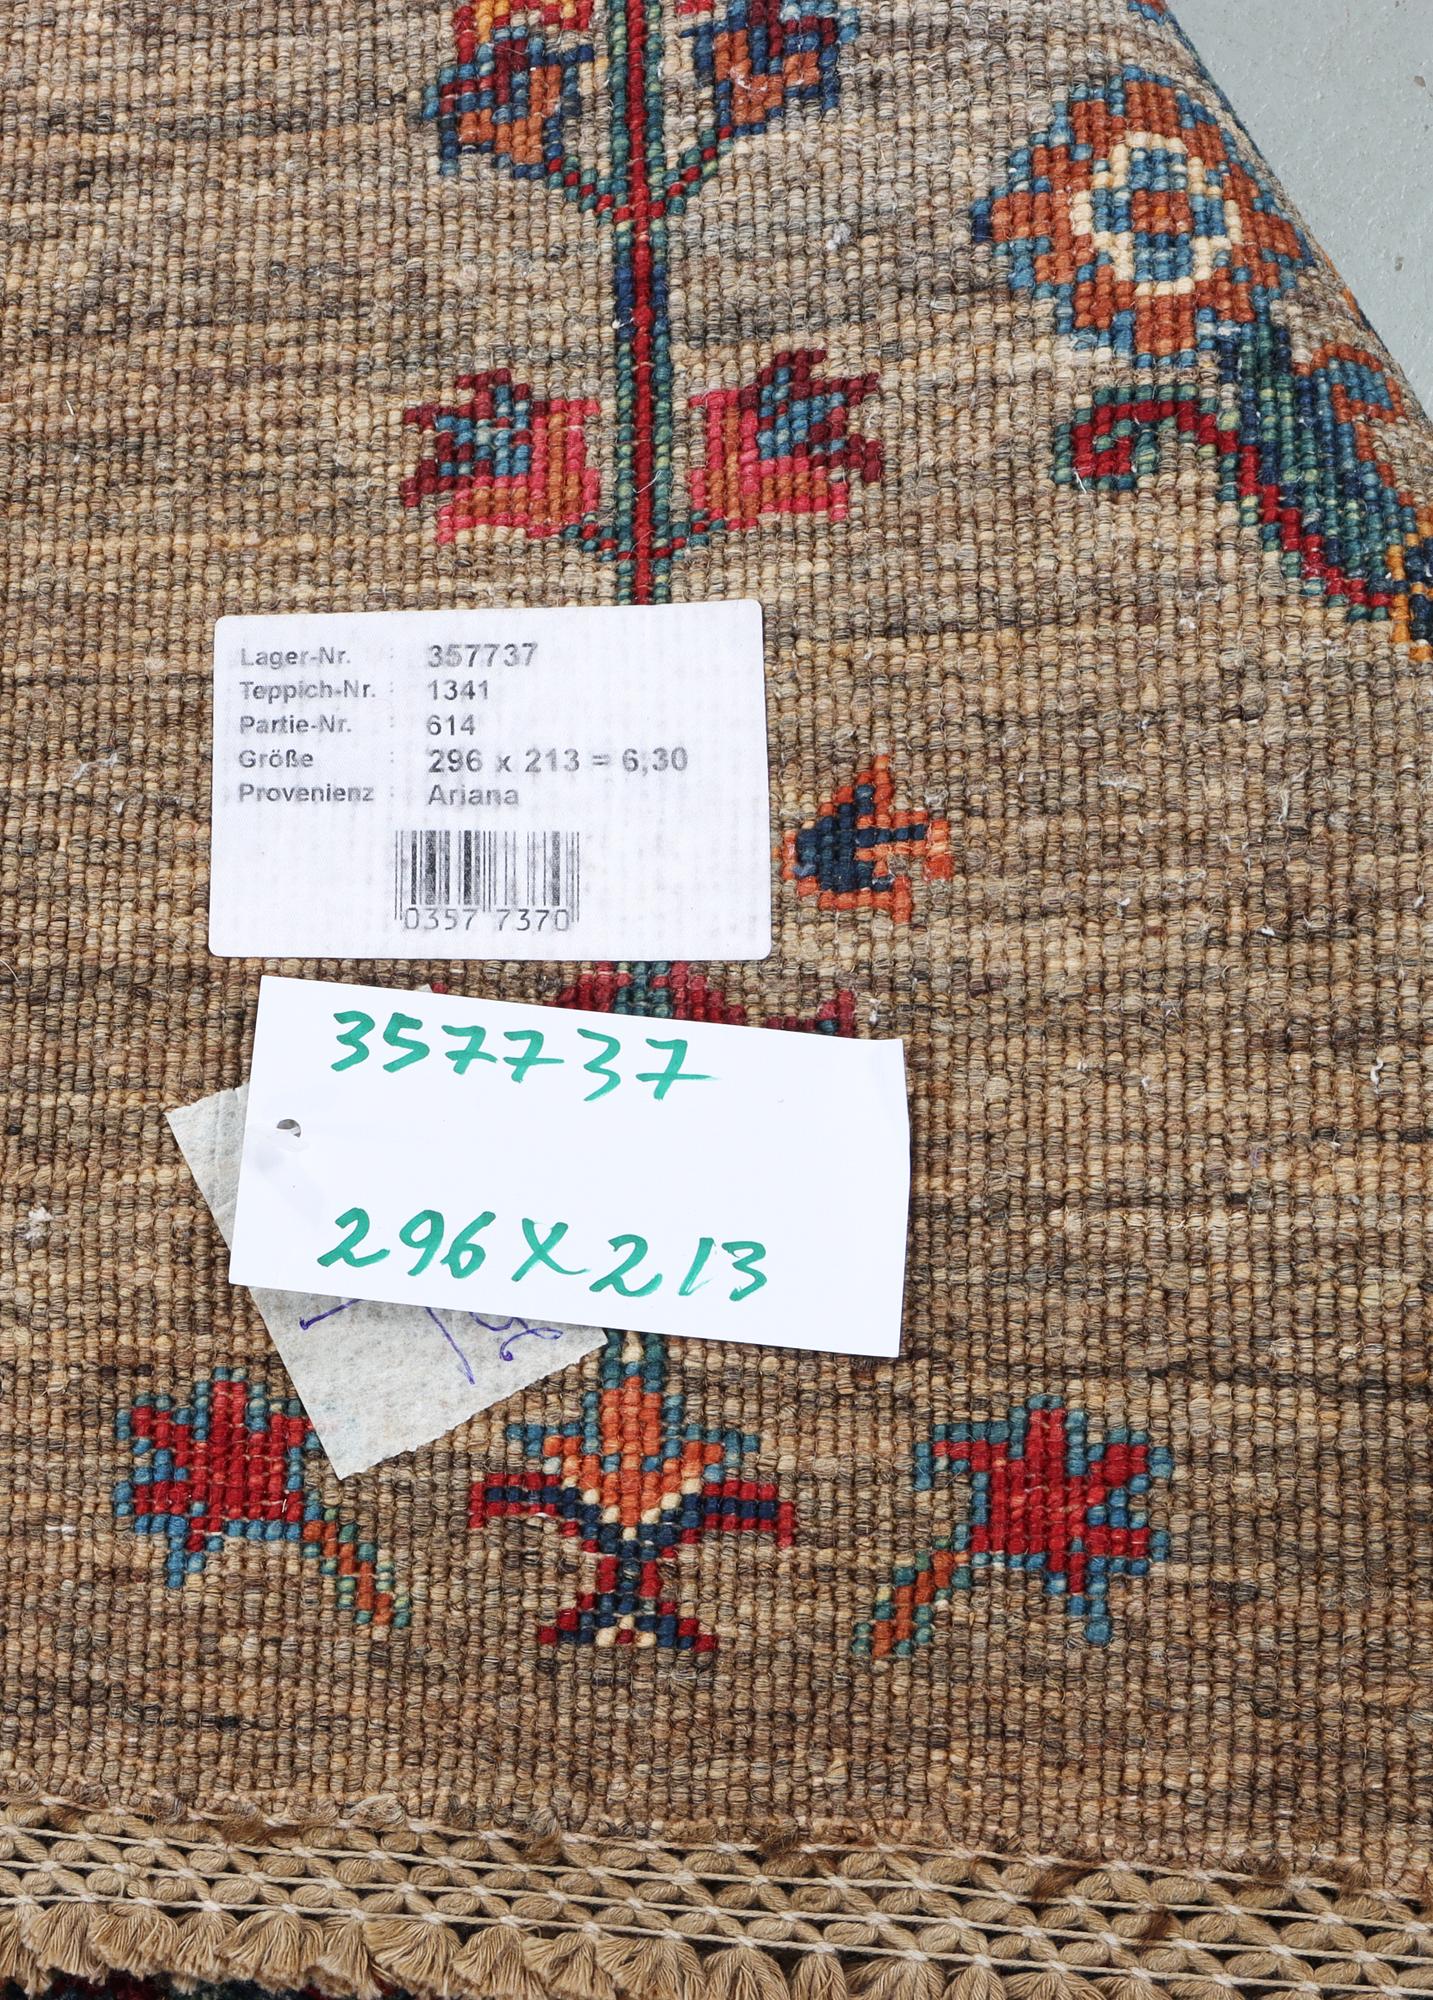 Lager-Nr. : 357737
Teppich-Nr. : 1341
Partie-Nr. : 614
Größe : 296 x 213 = 6,30
Provenienz : Ariana
0357 7370
357737
296 X 213